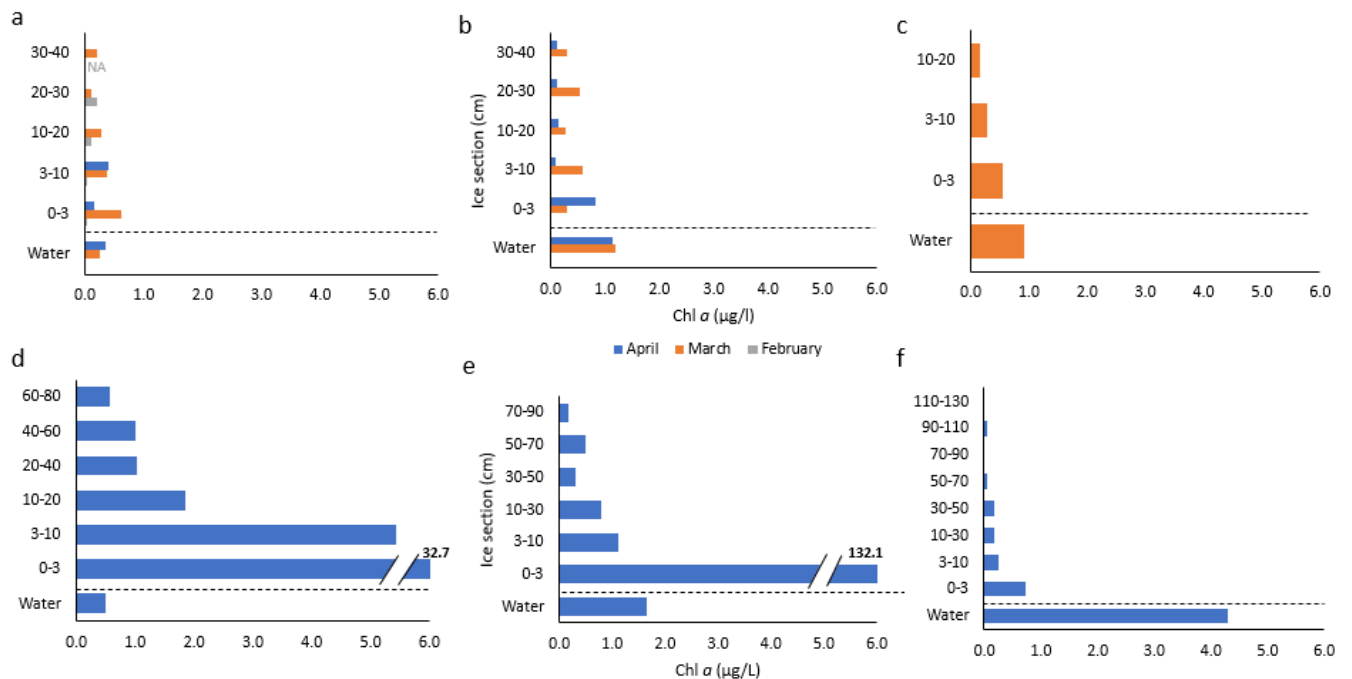 a
30-40
NA
20-30
10-20
3-10
0-3
Water
0.0 1.0 2.0 3.0 4.0 5.0 6.0
b
Ice section (cm)
30-40
20-30
10-20
3-10
0-3
Water
0.0 1.0 2.0 3.0 4.0 5.0 6.0
Chl a (µg/l)
c
10-20
3-10
0-3
Water
0.0 1.0 2.0 3.0 4.0 5.0 6.0
April March February
d
60-80
40-60
20-40
10-20
3-10
32.7
0-3
Water
0.0 1.0 2.0 3.0 4.0 5.0 6.0
e
Ice section (cm)
70-90
50-70
30-50
10-30
3-10
132.1
0-3
Water
0.0 1.0 2.0 3.0 4.0 5.0 6.0
Chl a (µg/L)
f
110-130
90-110
70-90
50-70
30-50
10-30
3-10
0-3
Water
0.0 1.0 2.0 3.0 4.0 5.0 6.0